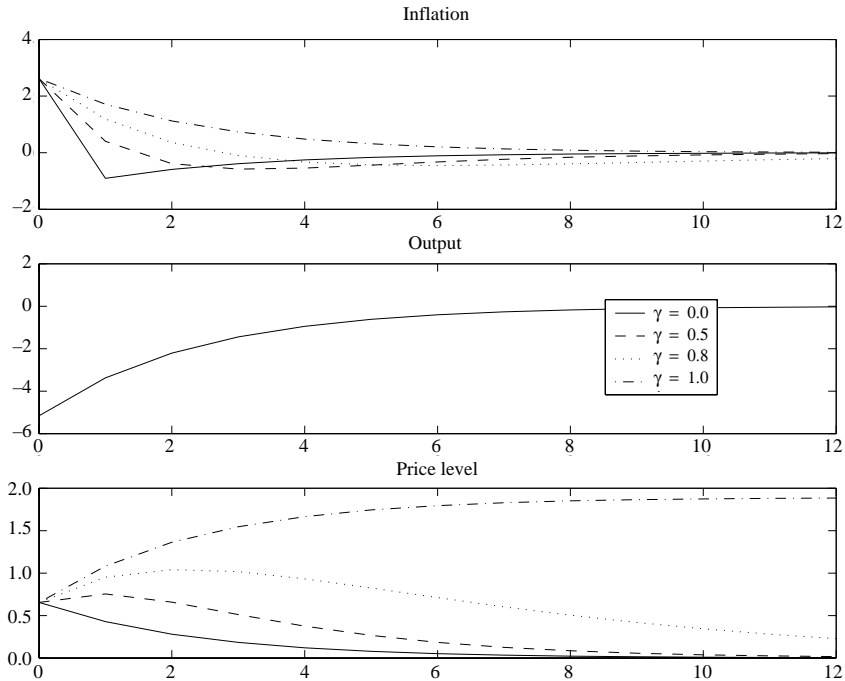 Inflation
4
2
0
–2
0 2 4 6 8 10 12
Output
2
0
–2
–4
–6
0 2 4 6 8 10 12
γ = 0.0
γ = 0.5
γ = 0.8
γ = 1.0
Price level
2.0
1.5
1.0
0.5
0.0
0 2 4 6 8 10 12